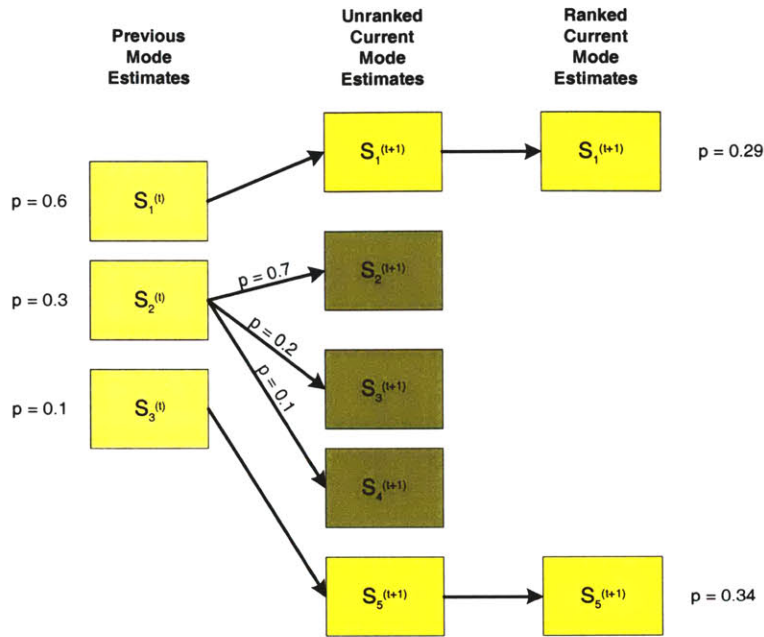 Previous
Mode
Estimates
Unranked
Current
Mode
Estimates
Ranked
Current
Mode
Estimates
p = 0.6
S₁⁽ᵗ⁾
S₁⁽ᵗ⁺¹⁾
S₁⁽ᵗ⁺¹⁾
p = 0.29
p = 0.3
S₂⁽ᵗ⁾
p = 0.7
S₂⁽ᵗ⁺¹⁾
p = 0.2
S₃⁽ᵗ⁺¹⁾
p = 0.1
S₄⁽ᵗ⁺¹⁾
p = 0.1
S₃⁽ᵗ⁾
S₅⁽ᵗ⁺¹⁾
S₅⁽ᵗ⁺¹⁾
p = 0.34